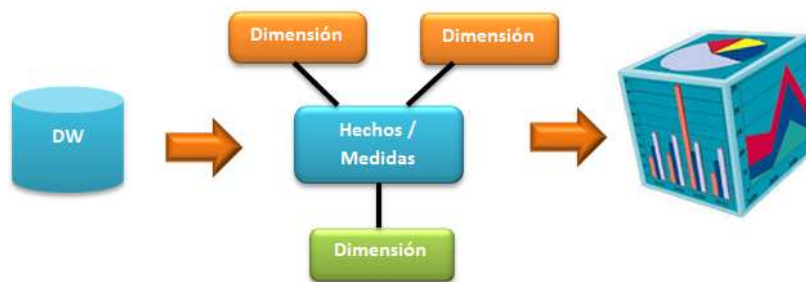 Dimensión
Dimensión
DW
Hechos /
Medidas
Dimensión